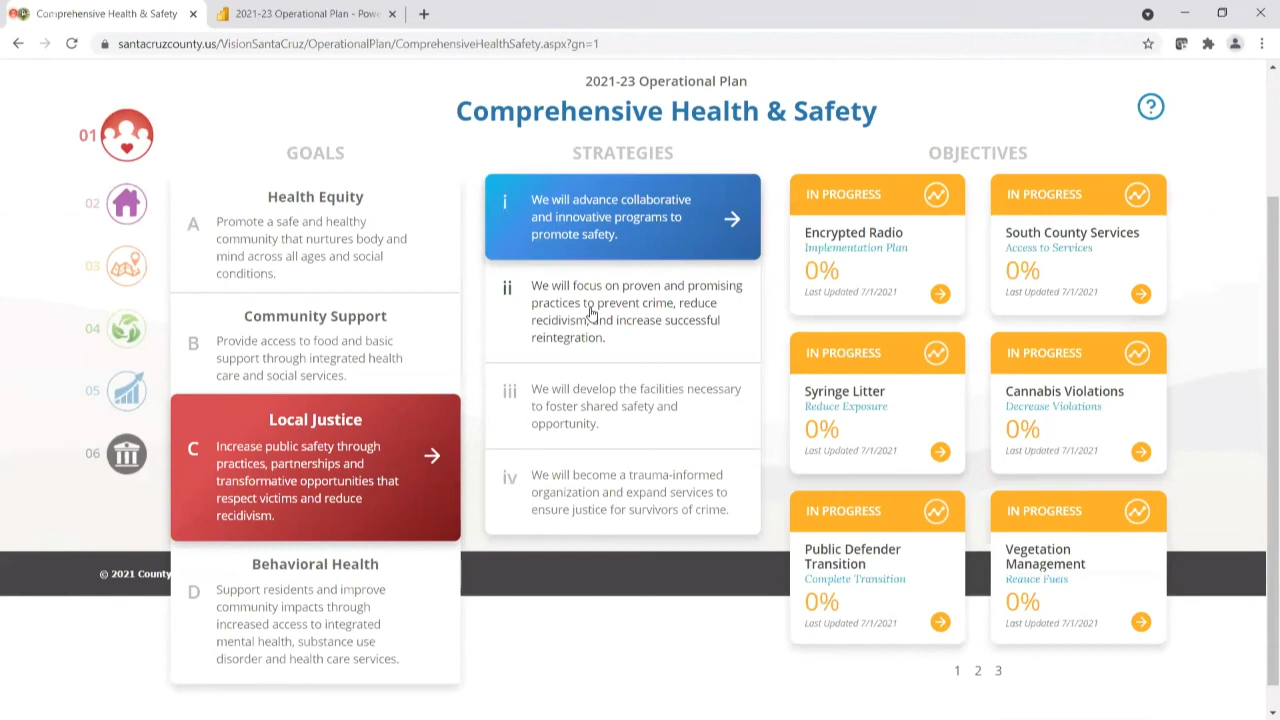 Comprehensive Health & Safety
2021-23 Operational Plan - Powe
santacruzcounty.us/VisionSantaCruz/OperationalPlan/ComprehensiveHealthSafety.aspx?gn=1
2021-23 Operational Plan
Comprehensive Health & Safety
?
GOALS
STRATEGIES
OBJECTIVES
01
02
03
04
05
06
Health Equity
A
Promote a safe and healthy
community that nurtures body and
mind across all ages and social
conditions.
Community Support
B
Provide access to food and basic
support through integrated health
care and social services.
Local Justice
C
Increase public safety through
practices, partnerships and
transformative opportunities that
respect victims and reduce
recidivism.
Behavioral Health
D
Support residents and improve
community impacts through
increased access to integrated
mental health, substance use
disorder and health care services.
i
We will advance collaborative
and innovative programs to
promote safety.
ii
We will focus on proven and promising
practices to prevent crime, reduce
recidivism, and increase successful
reintegration.
iii
We will develop the facilities necessary
to foster shared safety and
opportunity.
iv
We will become a trauma-informed
organization and expand services to
ensure justice for survivors of crime.
IN PROGRESS
Encrypted Radio
Implementation Plan
0%
Last Updated 7/1/2021
IN PROGRESS
South County Services
Access to Services
0%
Last Updated 7/1/2021
IN PROGRESS
Syringe Litter
Reduce Exposure
0%
Last Updated 7/1/2021
IN PROGRESS
Cannabis Violations
Decrease Violations
0%
Last Updated 7/1/2021
IN PROGRESS
Public Defender
Transition
Complete Transition
0%
Last Updated 7/1/2021
IN PROGRESS
Vegetation
Management
Reduce Fuels
0%
Last Updated 7/1/2021
1 2 3
© 2021 County